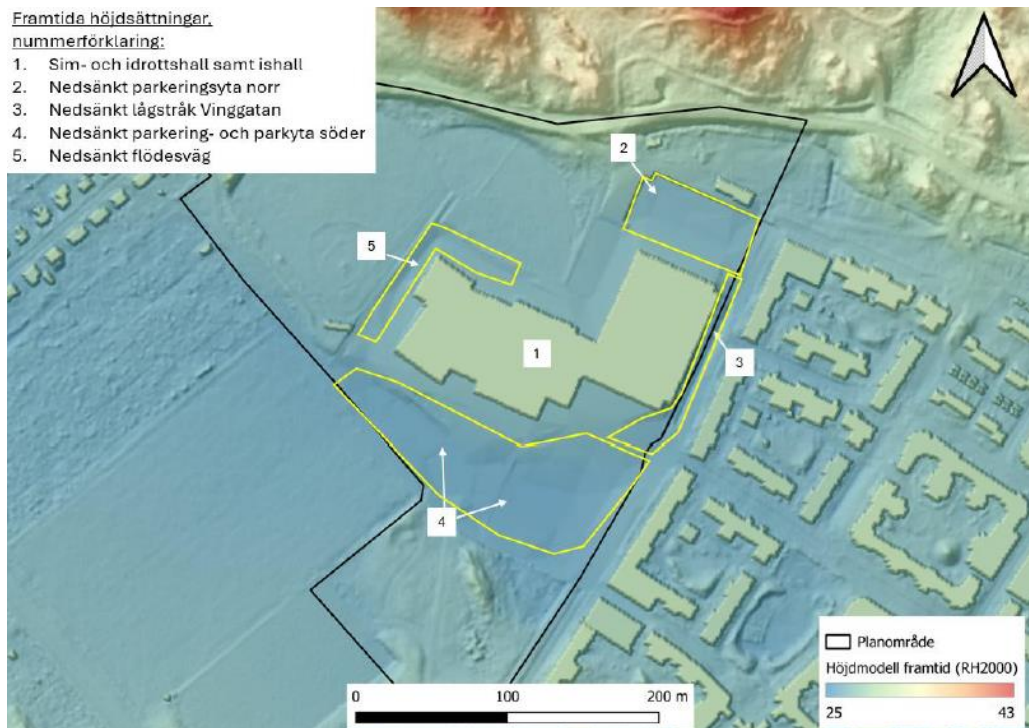 Framtida höjdsättningar,
nummerförklaring:
1. Sim- och idrottshall samt ishall
2. Nedsänkt parkeringsyta norr
3. Nedsänkt lågstråk Vinggatan
4. Nedsänkt parkering- och parkyta söder
5. Nedsänkt flödesväg
2
5
1
3
4
Planområde
Höjdmodell framtid (RH2000)
25 43
0 100 200 m